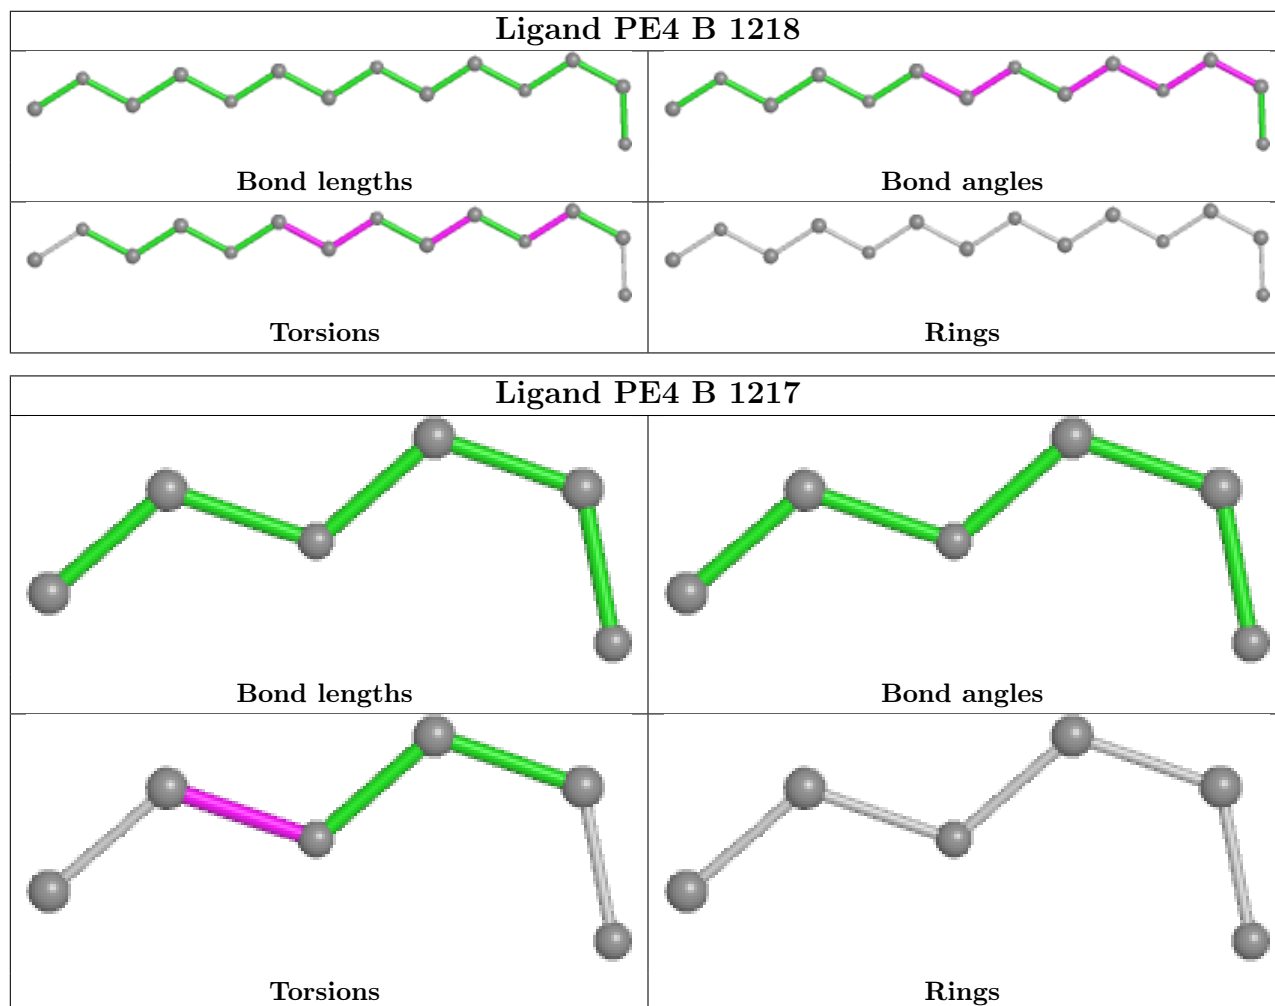 Ligand PE4 B 1218
Bond lengths
Bond angles
Torsions
Rings
Ligand PE4 B 1217
Bond lengths
Bond angles
Torsions
Rings